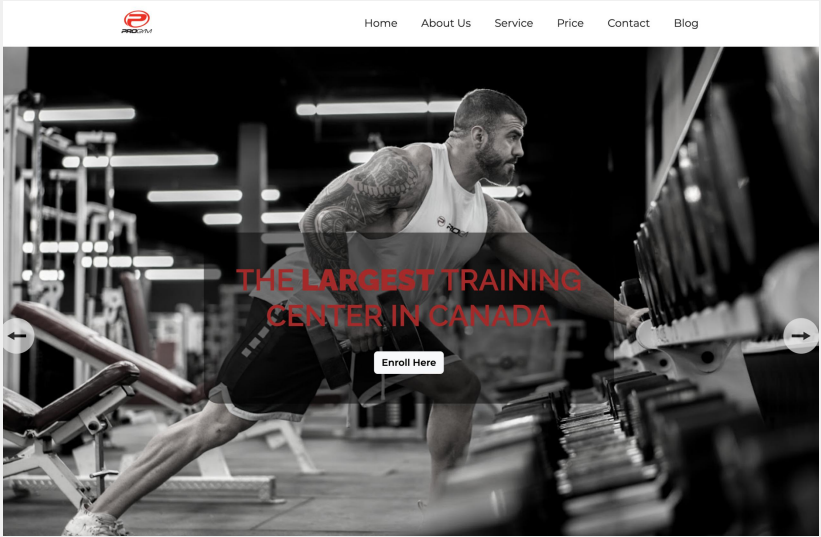 PROGYM
Home About Us Service Price Contact Blog
THE LARGEST TRAINING
CENTER IN CANADA
Enroll Here